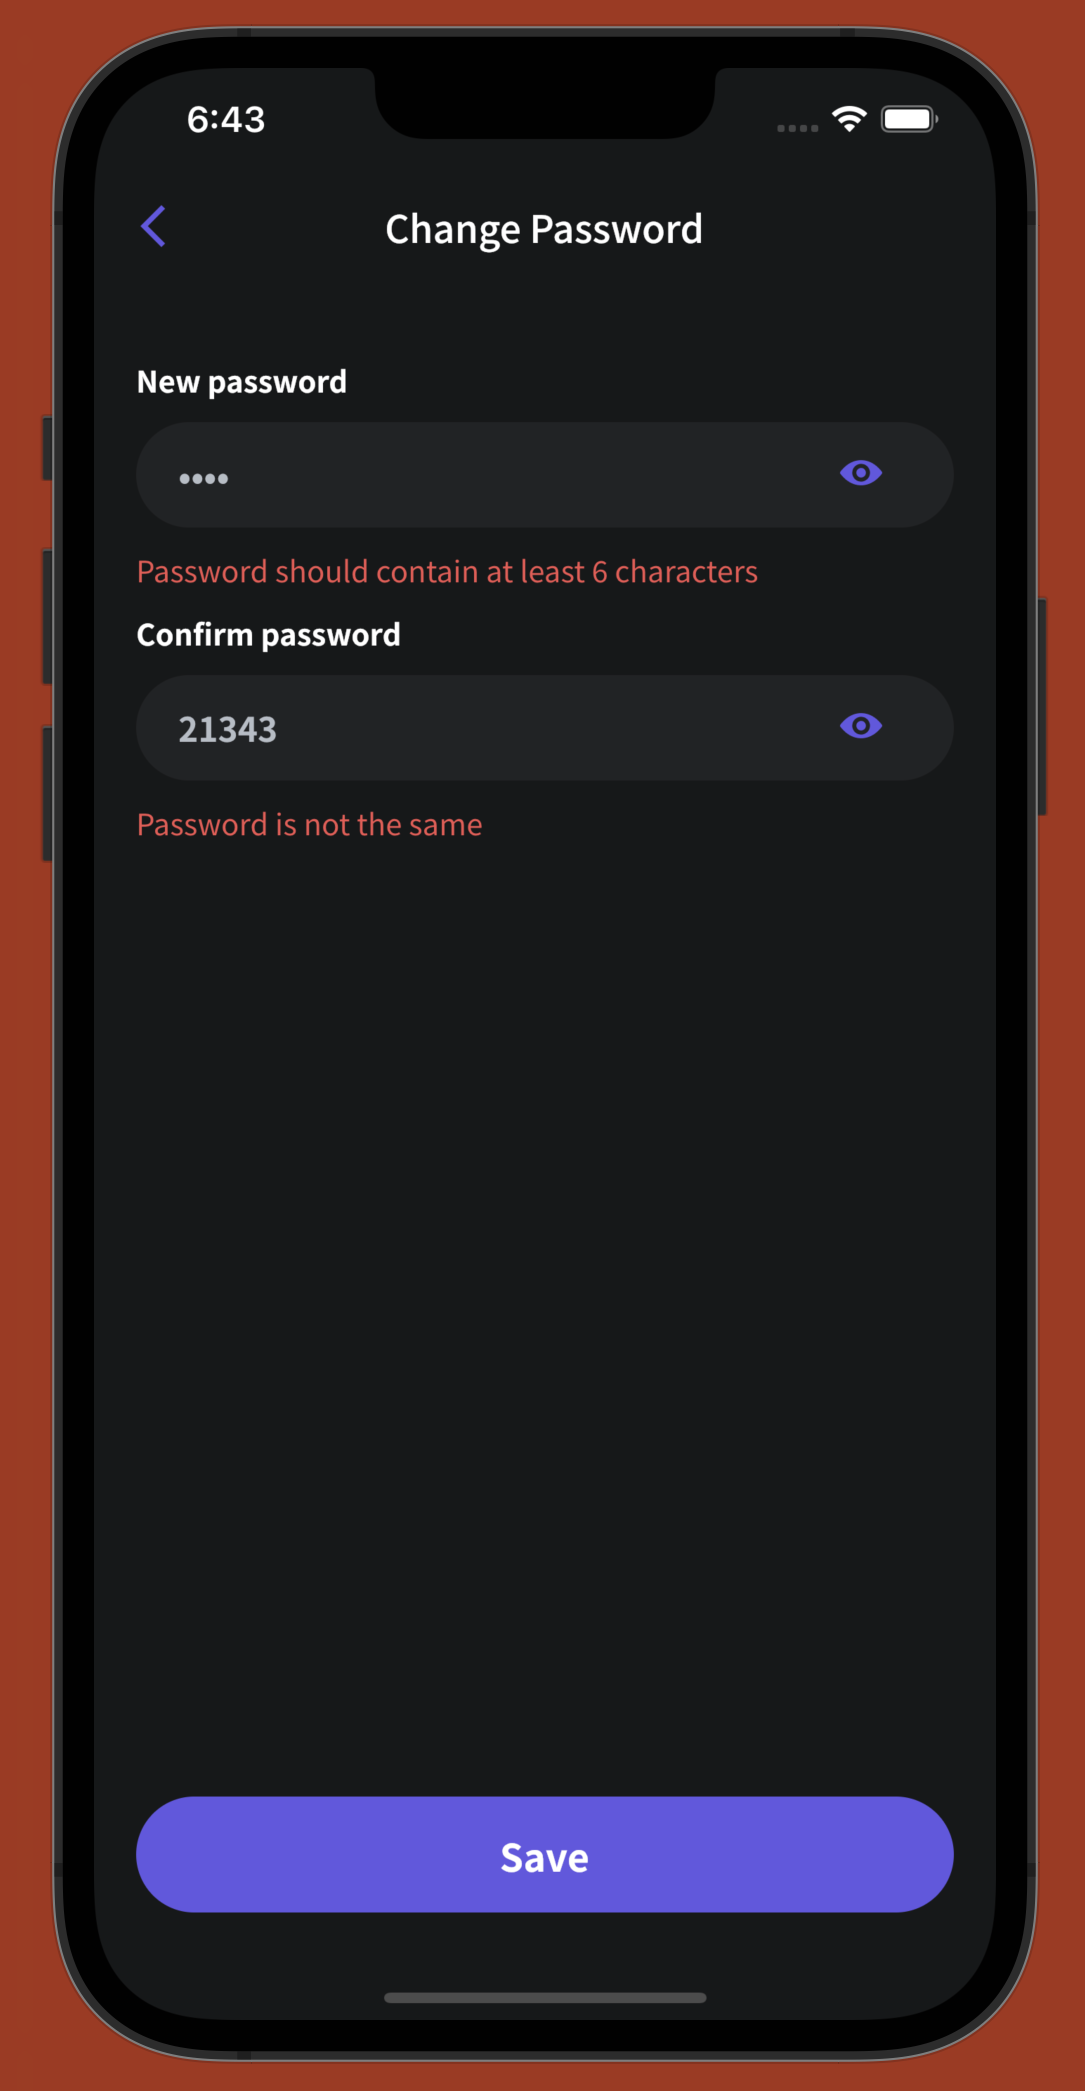 6:43
Change Password
New password
••••
Password should contain at least 6 characters
Confirm password
21343
Password is not the same
Save